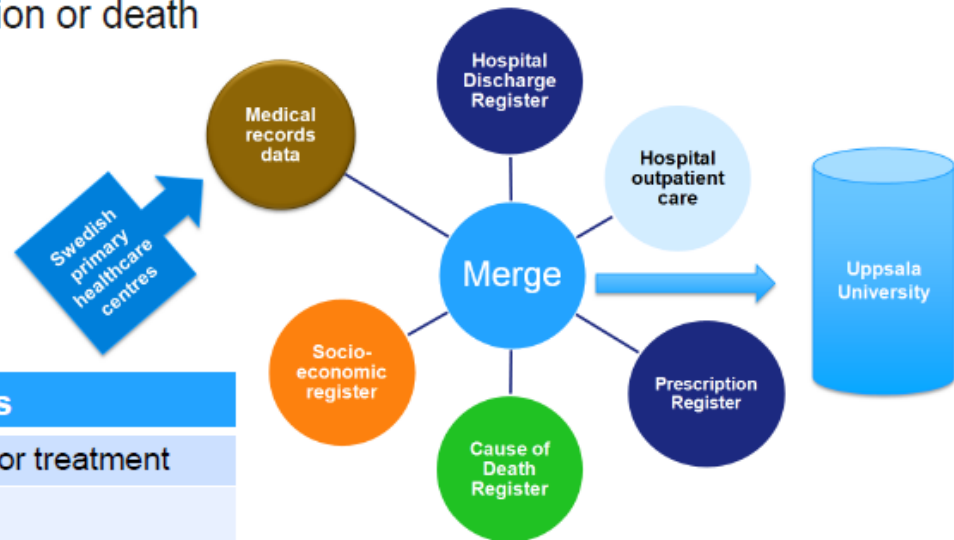 ion or death
Hospital
Discharge
Register
Medical
records
data
Hospital
outpatient
care
Swedish
primary
healthcare
centres
Merge
Uppsala
University
Socio-
economic
register
Prescription
Register
Cause of
Death
Register
s
or treatment